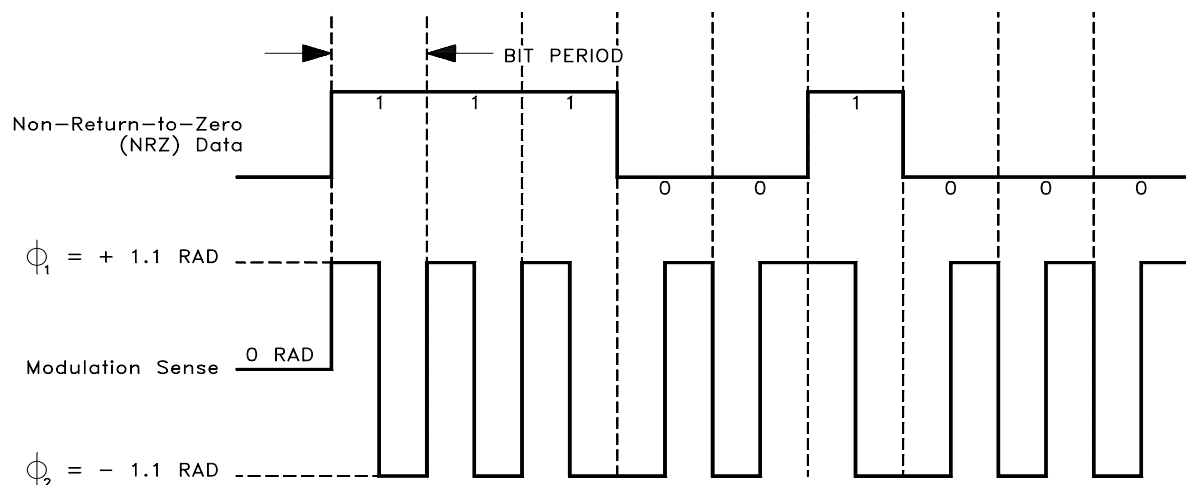 BIT PERIOD
1 1 1 1
Non-Return-to-Zero
(NRZ) Data
0 0 0 0 0
ϕ1 = + 1.1 RAD
0 RAD
Modulation Sense
ϕ2 = - 1.1 RAD